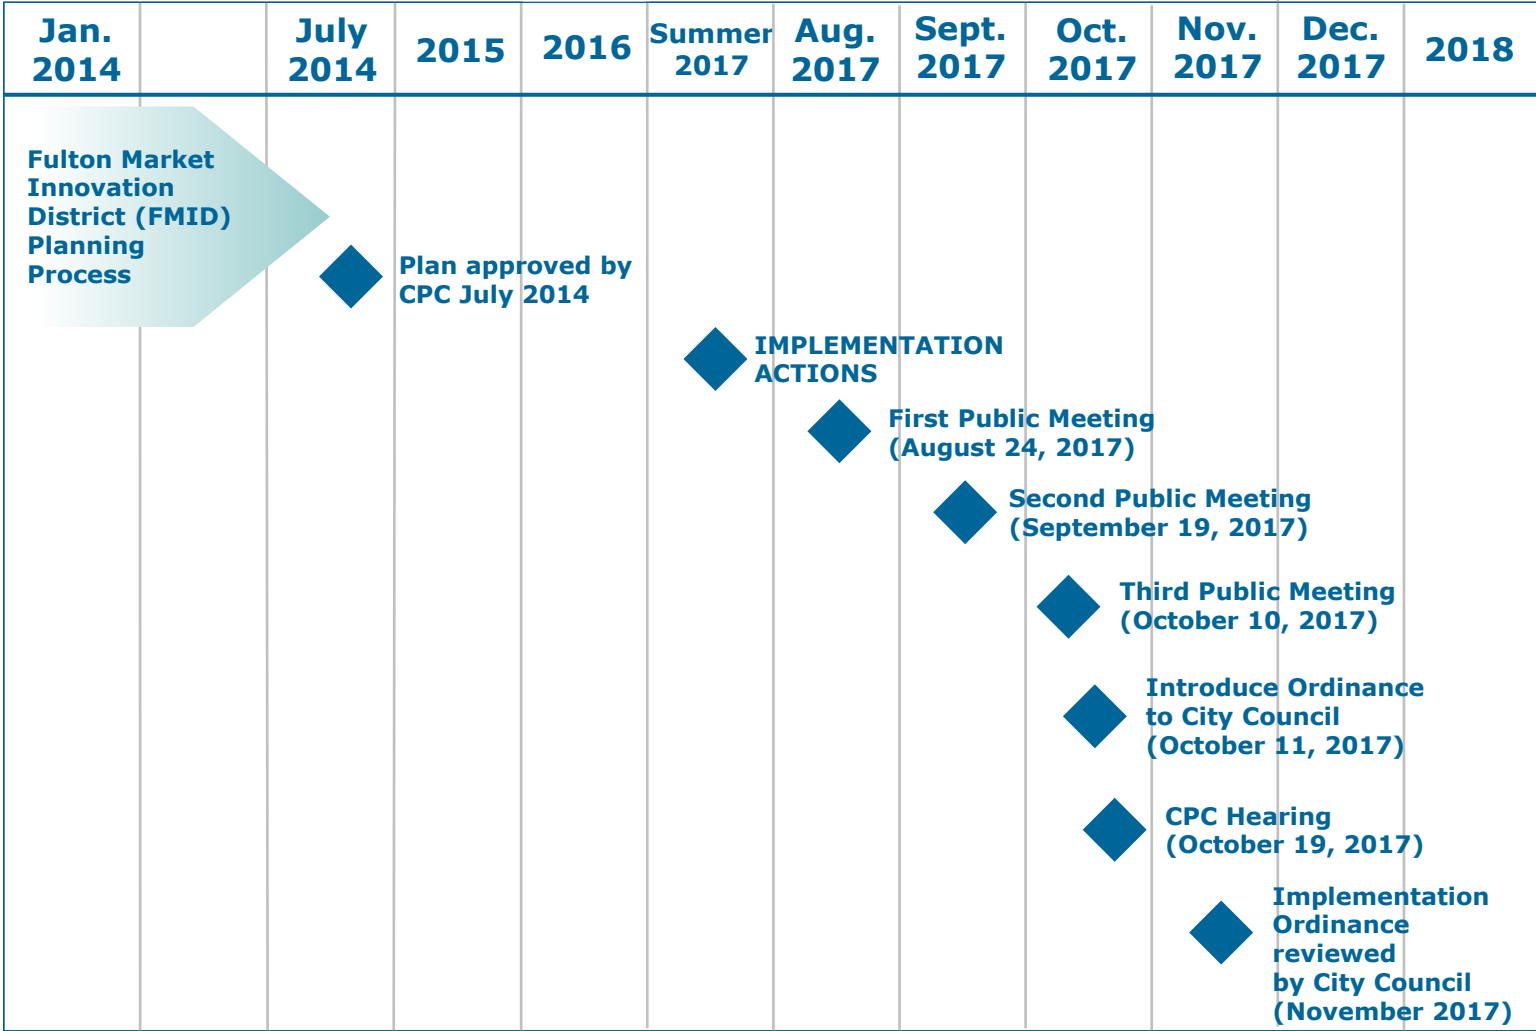 Jan.
2014
July
2014
2015
2016
Summer
2017
Aug.
2017
Sept.
2017
Oct.
2017
Nov.
2017
Dec.
2017
2018
Fulton Market
Innovation
District (FMID)
Planning
Process
Plan approved by
CPC July 2014
IMPLEMENTATION
ACTIONS
First Public Meeting
(August 24, 2017)
Second Public Meeting
(September 19, 2017)
Third Public Meeting
(October 10, 2017)
Introduce Ordinance
to City Council
(October 11, 2017)
CPC Hearing
(October 19, 2017)
Implementation
Ordinance
reviewed
by City Council
(November 2017)